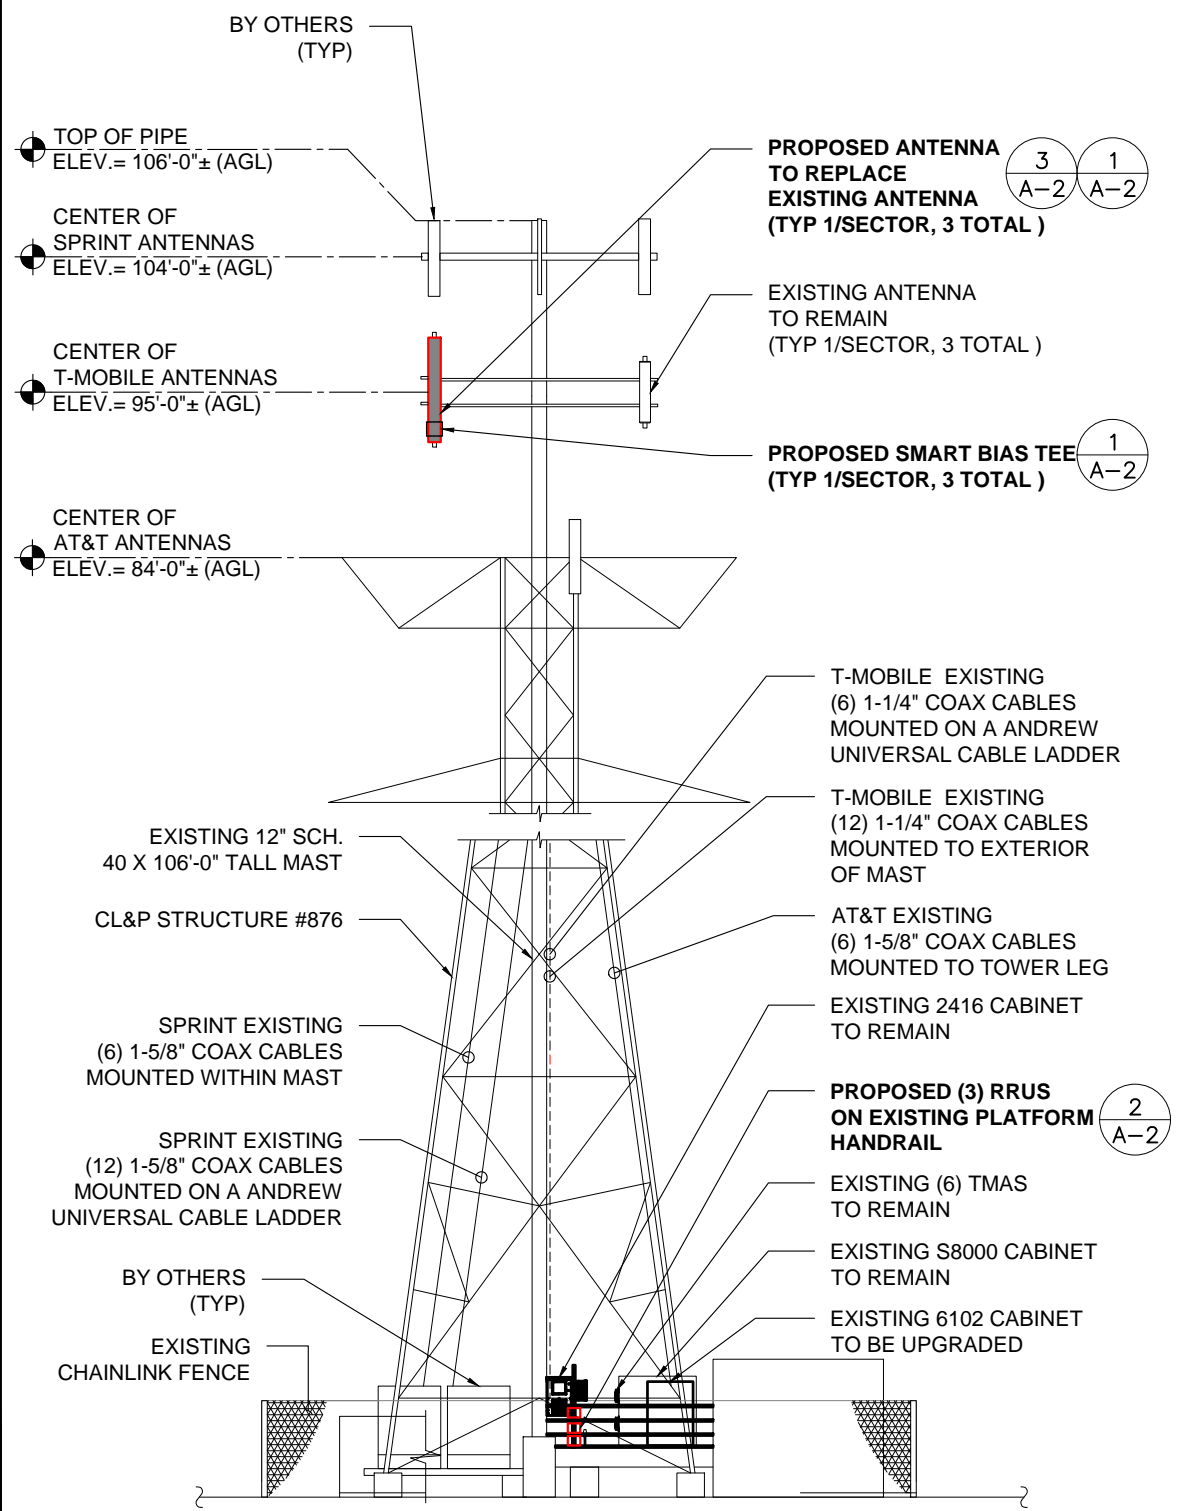 BY OTHERS
(TYP)
TOP OF PIPE
ELEV.= 106'-0"± (AGL)
CENTER OF
SPRINT ANTENNAS
ELEV.= 104'-0"± (AGL)
CENTER OF
T-MOBILE ANTENNAS
ELEV.= 95'-0"± (AGL)
CENTER OF
AT&T ANTENNAS
ELEV.= 84'-0"± (AGL)
PROPOSED ANTENNA
TO REPLACE
EXISTING ANTENNA
(TYP 1/SECTOR, 3 TOTAL )
3
A-2
1
A-2
EXISTING ANTENNA
TO REMAIN
(TYP 1/SECTOR, 3 TOTAL )
PROPOSED SMART BIAS TEE
(TYP 1/SECTOR, 3 TOTAL )
1
A-2
T-MOBILE EXISTING
(6) 1-1/4" COAX CABLES
MOUNTED ON A ANDREW
UNIVERSAL CABLE LADDER
T-MOBILE EXISTING
(12) 1-1/4" COAX CABLES
MOUNTED TO EXTERIOR
OF MAST
AT&T EXISTING
(6) 1-5/8" COAX CABLES
MOUNTED TO TOWER LEG
EXISTING 2416 CABINET
TO REMAIN
PROPOSED (3) RRUS
ON EXISTING PLATFORM
HANDRAIL
2
A-2
EXISTING (6) TMAS
TO REMAIN
EXISTING S8000 CABINET
TO REMAIN
EXISTING 6102 CABINET
TO BE UPGRADED
EXISTING 12" SCH.
40 X 106'-0" TALL MAST
CL&P STRUCTURE #876
SPRINT EXISTING
(6) 1-5/8" COAX CABLES
MOUNTED WITHIN MAST
SPRINT EXISTING
(12) 1-5/8" COAX CABLES
MOUNTED ON A ANDREW
UNIVERSAL CABLE LADDER
BY OTHERS
(TYP)
EXISTING
CHAINLINK FENCE